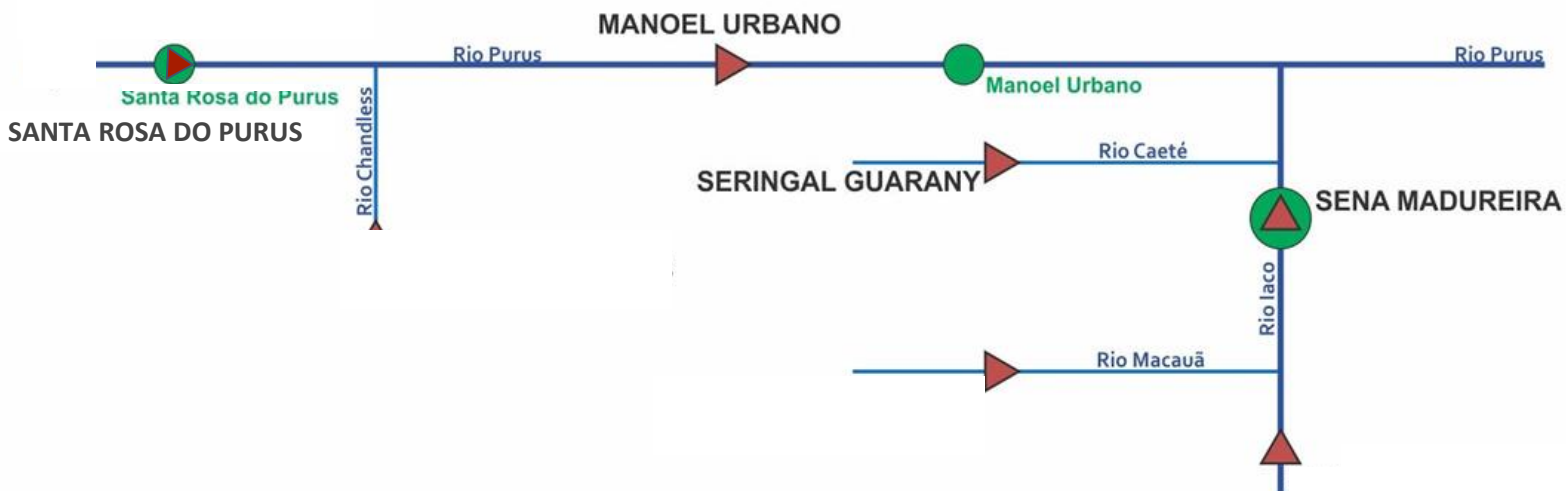 MANOEL URBANO
Rio Purus
Rio Purus
Manoel Urbano
Santa Rosa do Purus
SANTA ROSA DO PURUS
Rio Chandless
Rio Caeté
SERINGAL GUARANY
SENA MADUREIRA
Rio Iaco
Rio Macauã